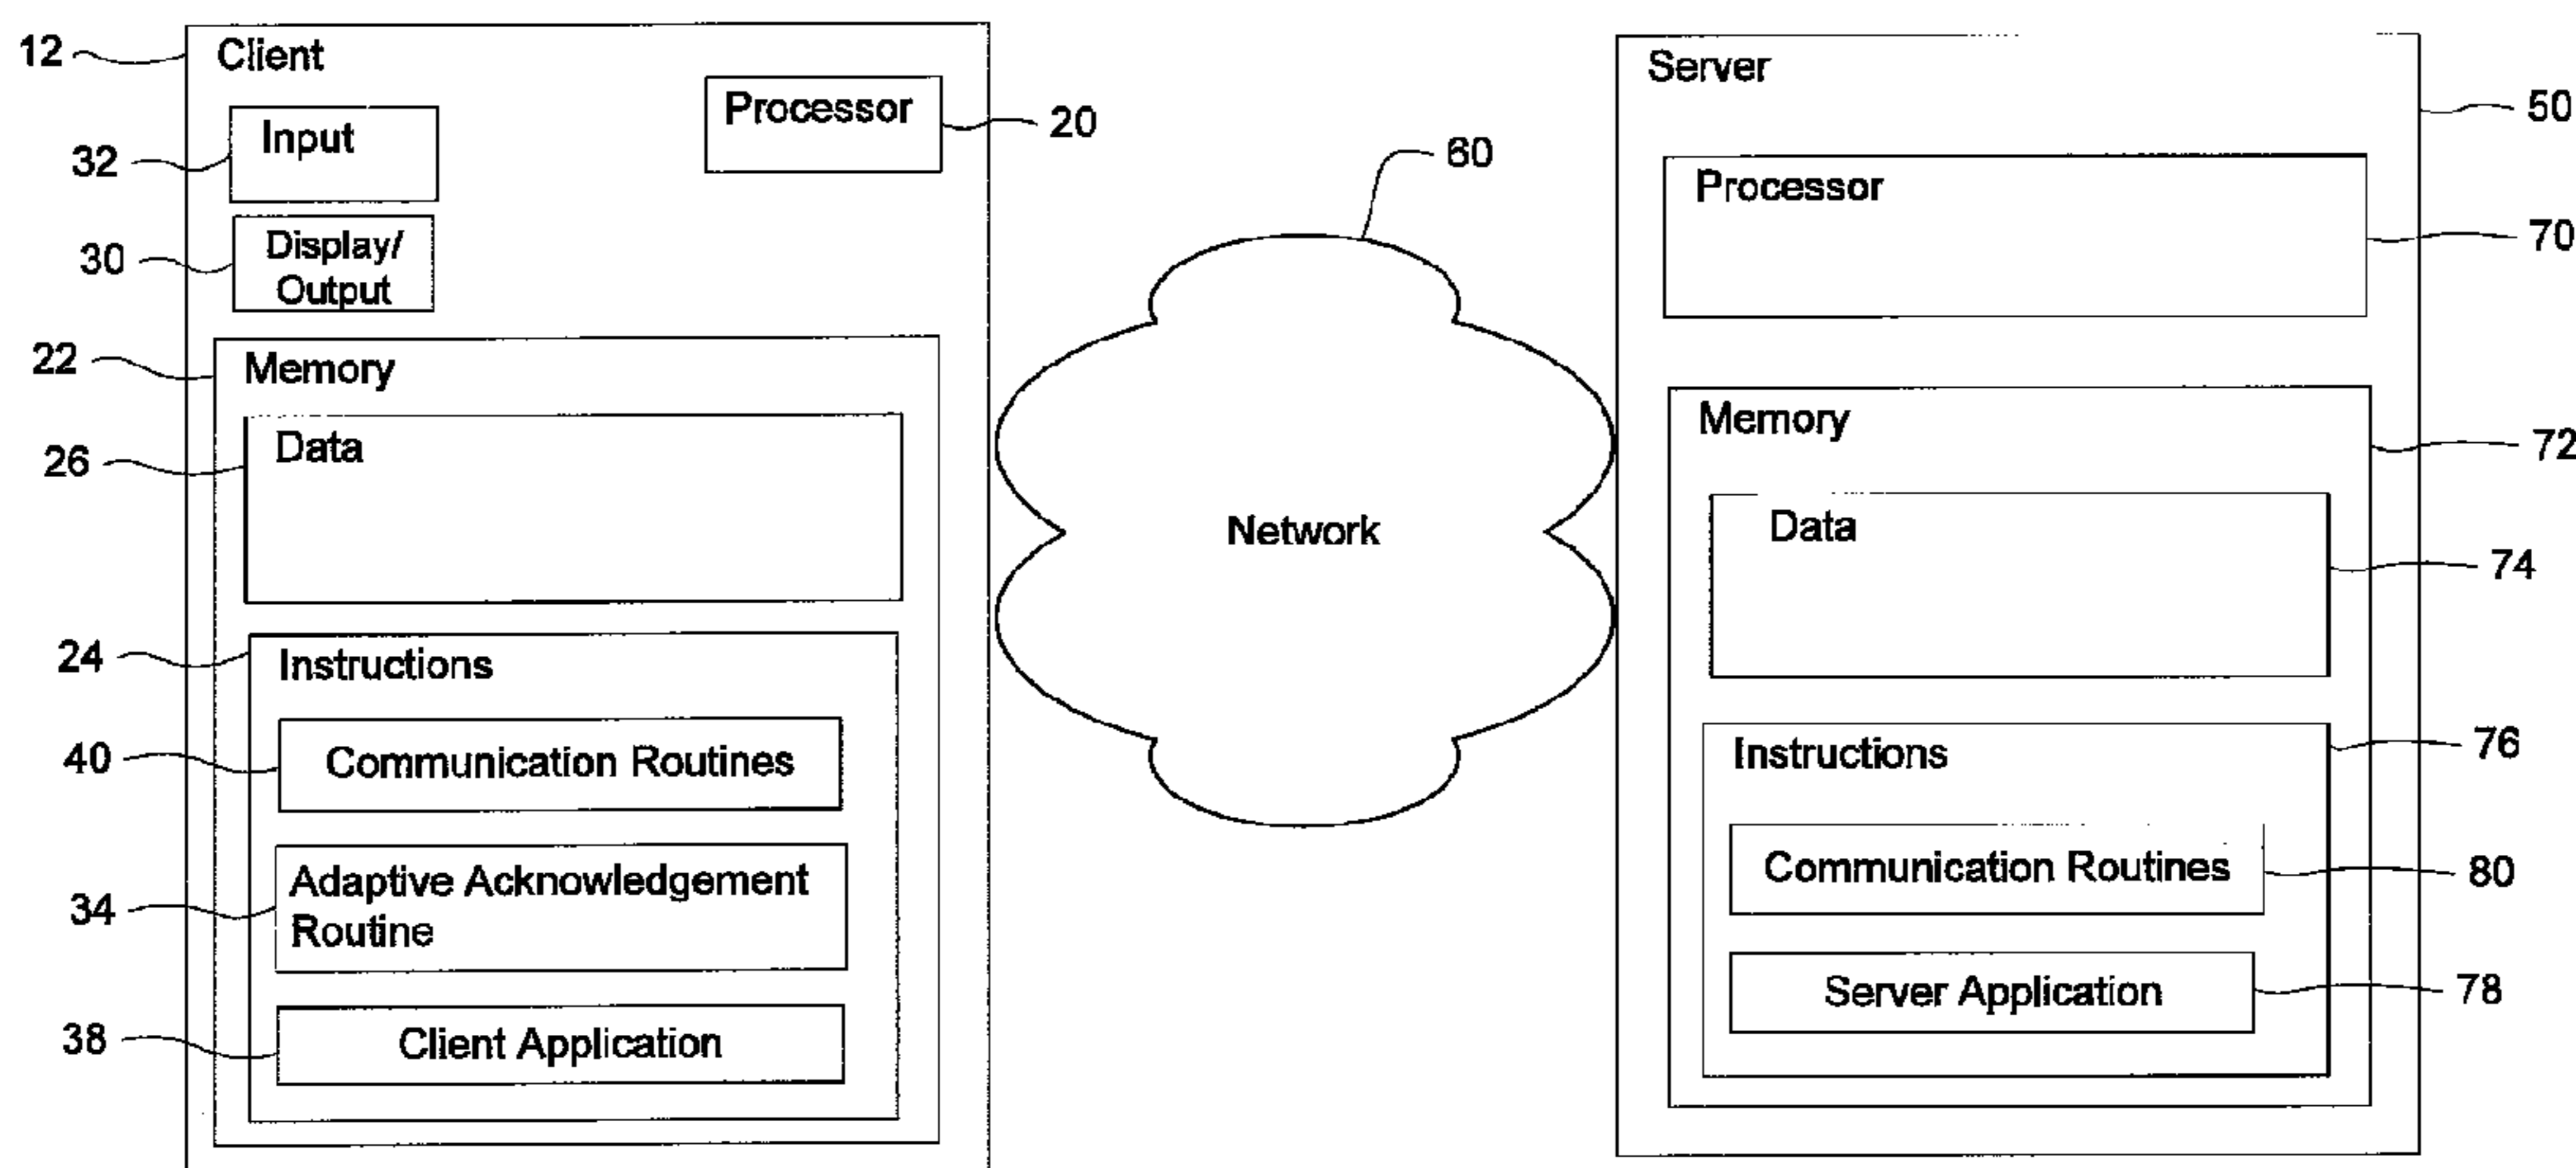 12
Client
Processor
20
Input
32
Display/
Output
30
22
Memory
26
Data
24
Instructions
40
Communication Routines
34
Adaptive Acknowledgement
Routine
38
Client Application
60
Network
Server
50
Processor
70
Memory
72
Data
74
Instructions
76
Communication Routines
80
Server Application
78